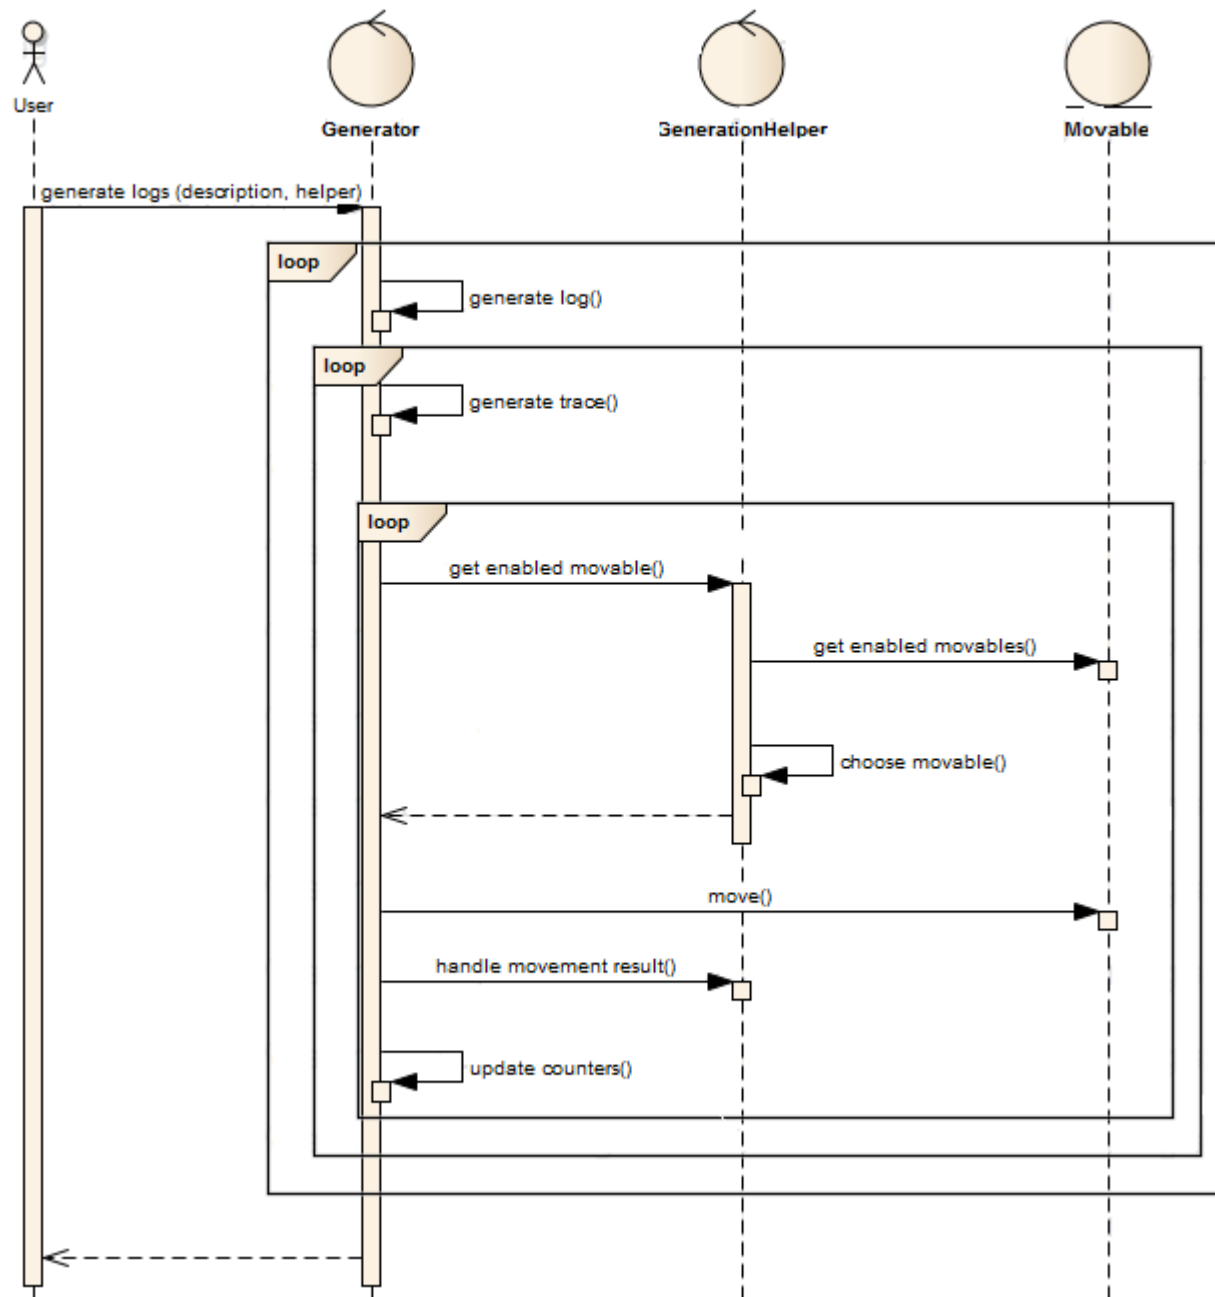 User
Generator
GenerationHelper
Movable
generate logs (description, helper)
loop
generate log()
loop
generate trace()
loop
get enabled movable()
get enabled movables()
choose movable()
move()
handle movement result()
update counters()